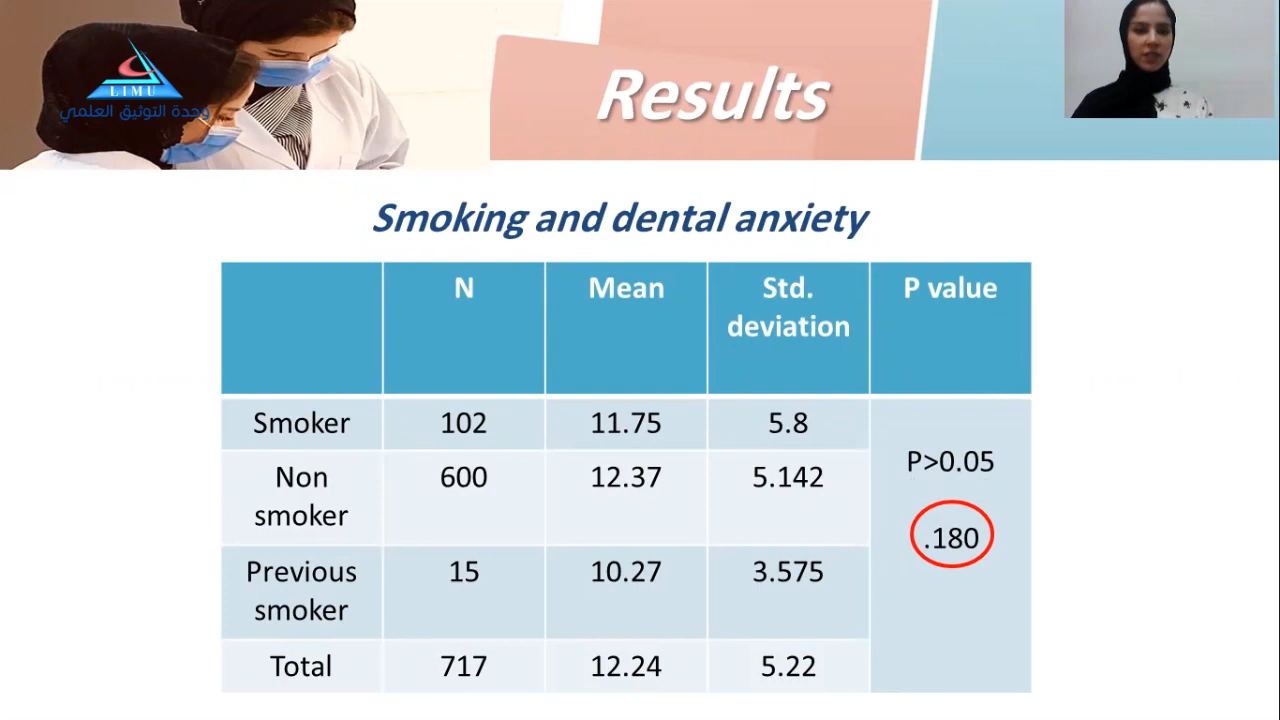 LIMU
وحدة التوثيق العلمي
Results
Smoking and dental anxiety
N
Mean
Std.
deviation
P value
Smoker
102
11.75
5.8
Non
smoker
600
12.37
5.142
Previous
smoker
15
10.27
3.575
Total
717
12.24
5.22
P>0.05
.180